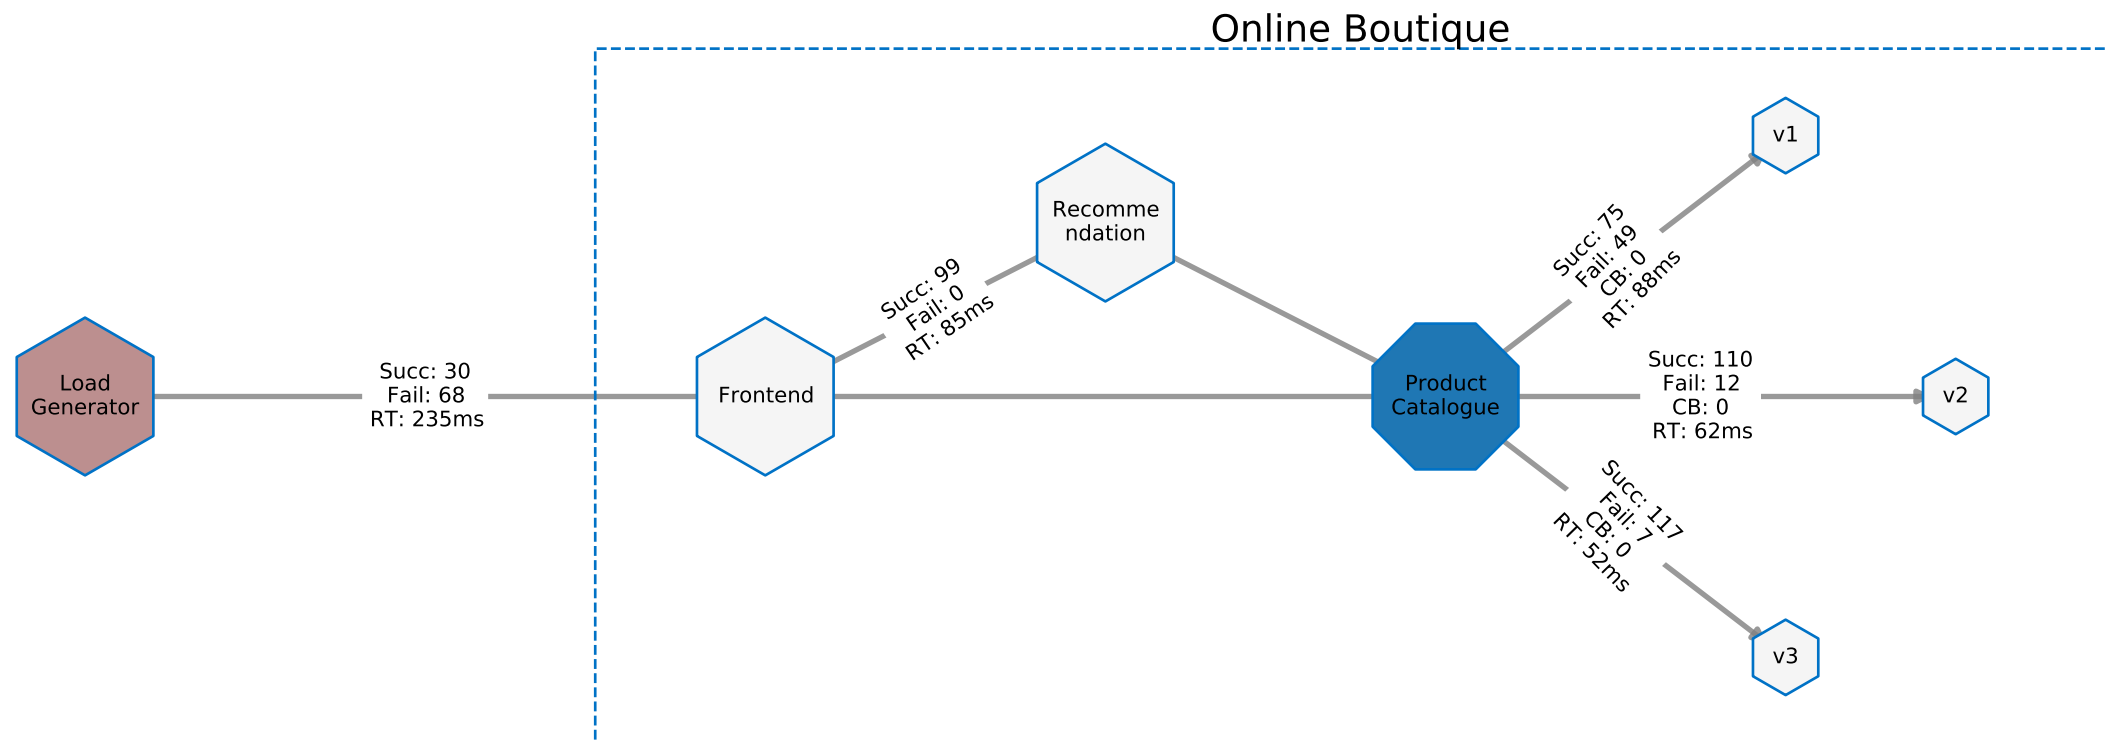 Online Boutique
Load
Generator
Succ: 30
Fail: 68
RT: 235ms
Frontend
Succ: 99
Fail: 0
RT: 85ms
Recomme
ndation
Product
Catalogue
Succ: 75
Fail: 49
CB: 0
RT: 88ms
v1
Succ: 110
Fail: 12
CB: 0
RT: 62ms
v2
Succ: 117
Fail: 7
CB: 0
RT: 52ms
v3